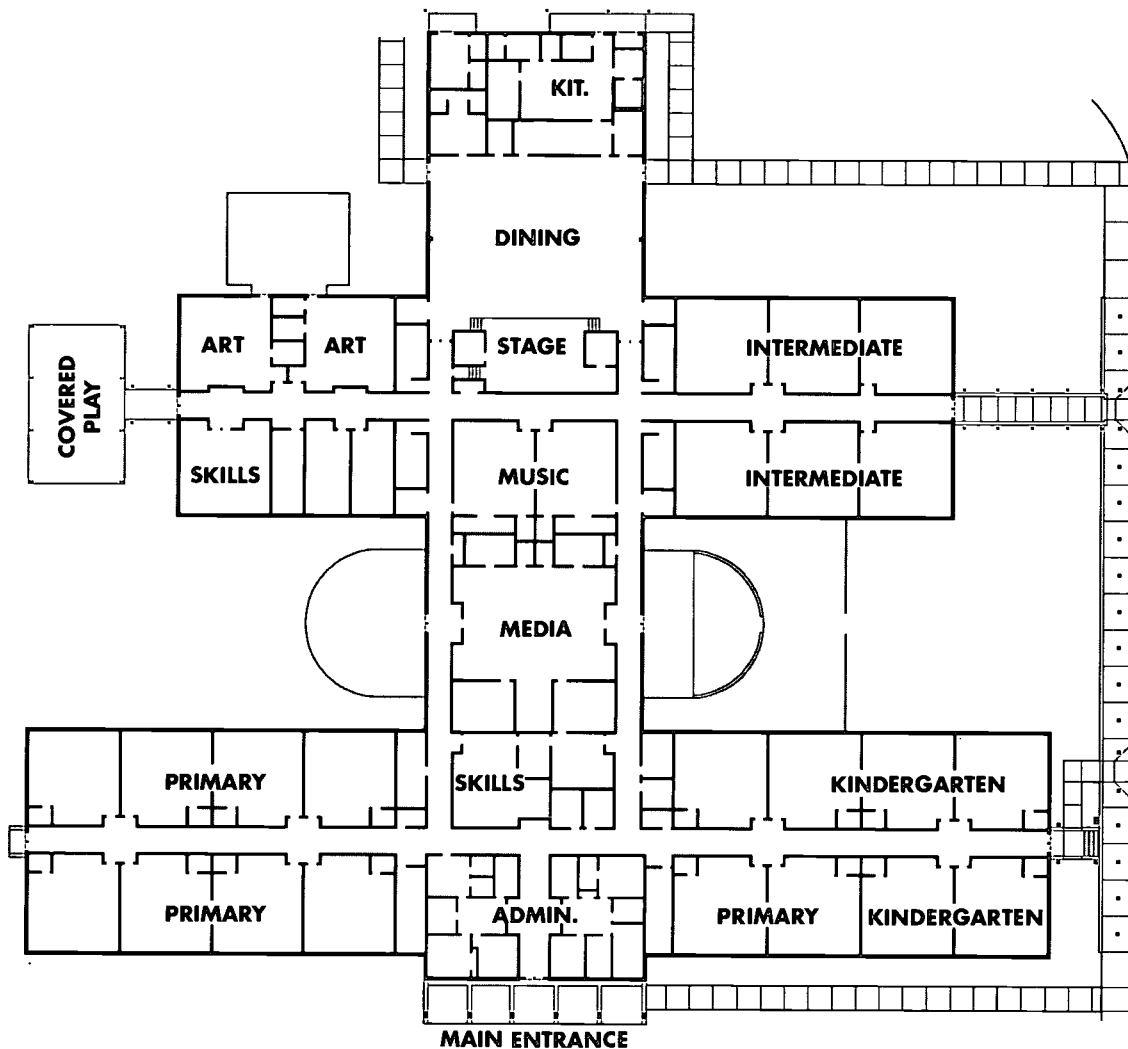 KIT.
DINING
ART
ART
STAGE
INTERMEDIATE
COVERED
PLAY
SKILLS
MUSIC
INTERMEDIATE
MEDIA
PRIMARY
SKILLS
KINDERGARTEN
PRIMARY
ADMIN.
PRIMARY
KINDERGARTEN
MAIN ENTRANCE